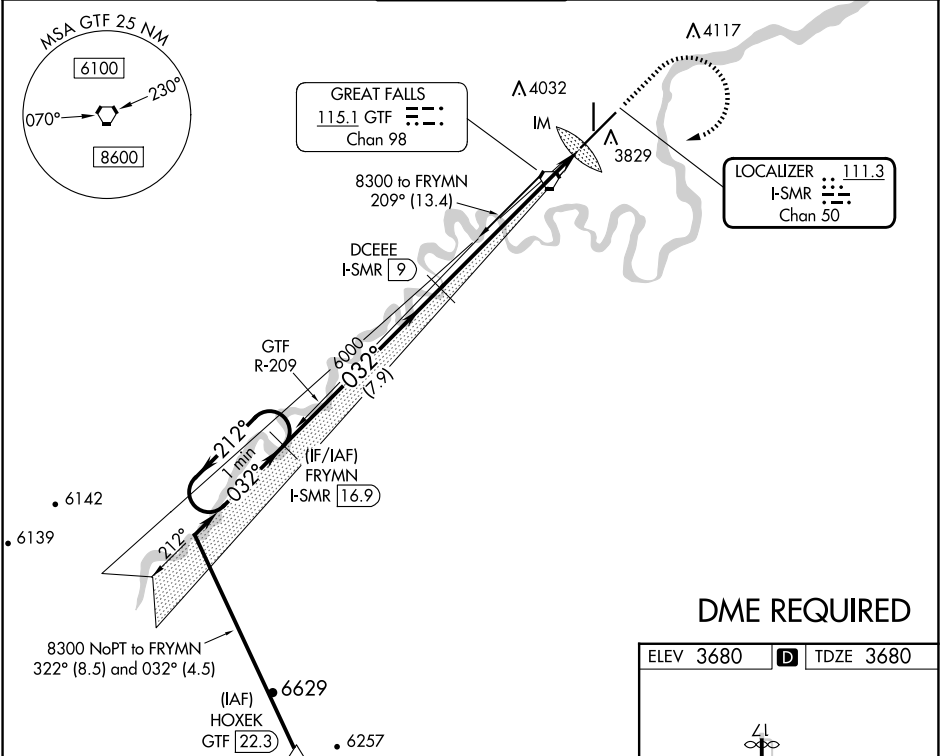 MSA GTF 25 NM
6100
070°
230°
8600
GREAT FALLS
115.1 GTF
Chan 98
4117
4032
IM
3829
LOCALIZER 111.3
I-SMR
Chan 50
8300 to FRYMN
209° (13.4)
DCEEE
I-SMR 9
GTF
R-209
6000
032°
(7.9)
212°
1 min
032°
(IF/IAF)
FRYMN
I-SMR 16.9
6142
6139
212°
8300 NoPT to FRYMN
322° (8.5) and 032° (4.5)
6629
(IAF)
HOXEK
GTF 22.3
6257
DME REQUIRED
ELEV 3680 D TDZE 3680
17